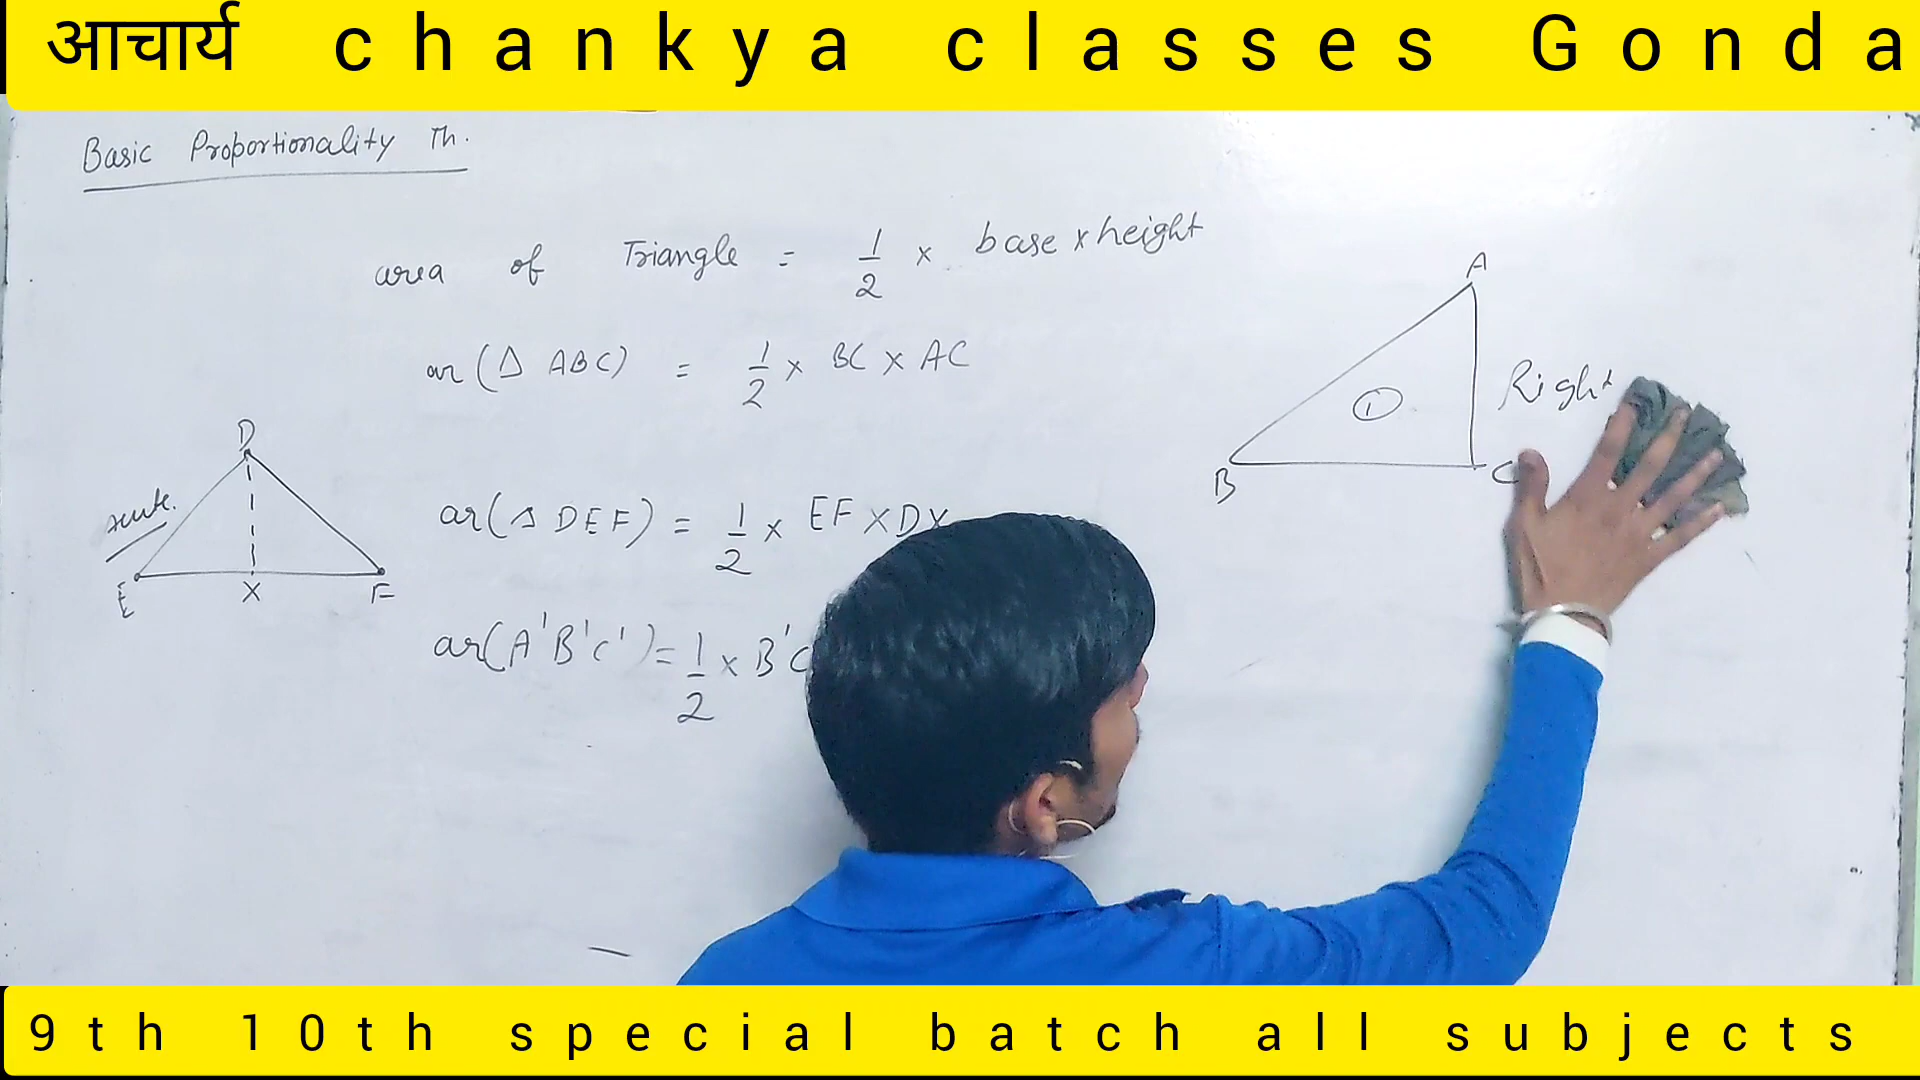 आचार्य chankya classes Gonda
Basic Proportionality Th.
area of Triangle = 1/2 × base × height
ar(Δ ABC) = 1/2 × BC × AC
ar(Δ DEF) = 1/2 × EF × DX
ar(A'B'C') = 1/2 × B'C
D
E
X
F
A
B
C
1
Right
9th 10th special batch all subjects